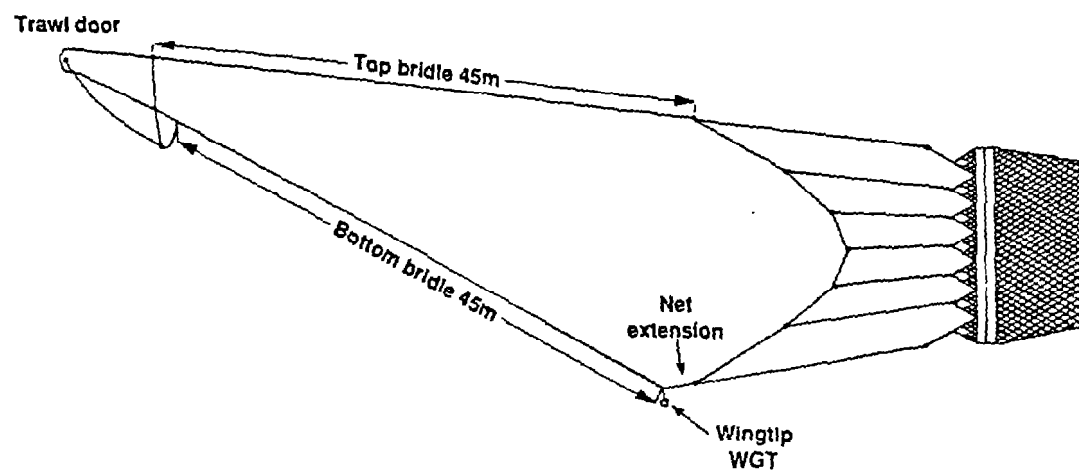 Trawl door
Top bridle 45m
Bottom bridle 45m
Net
extension
Wingtip
WGT